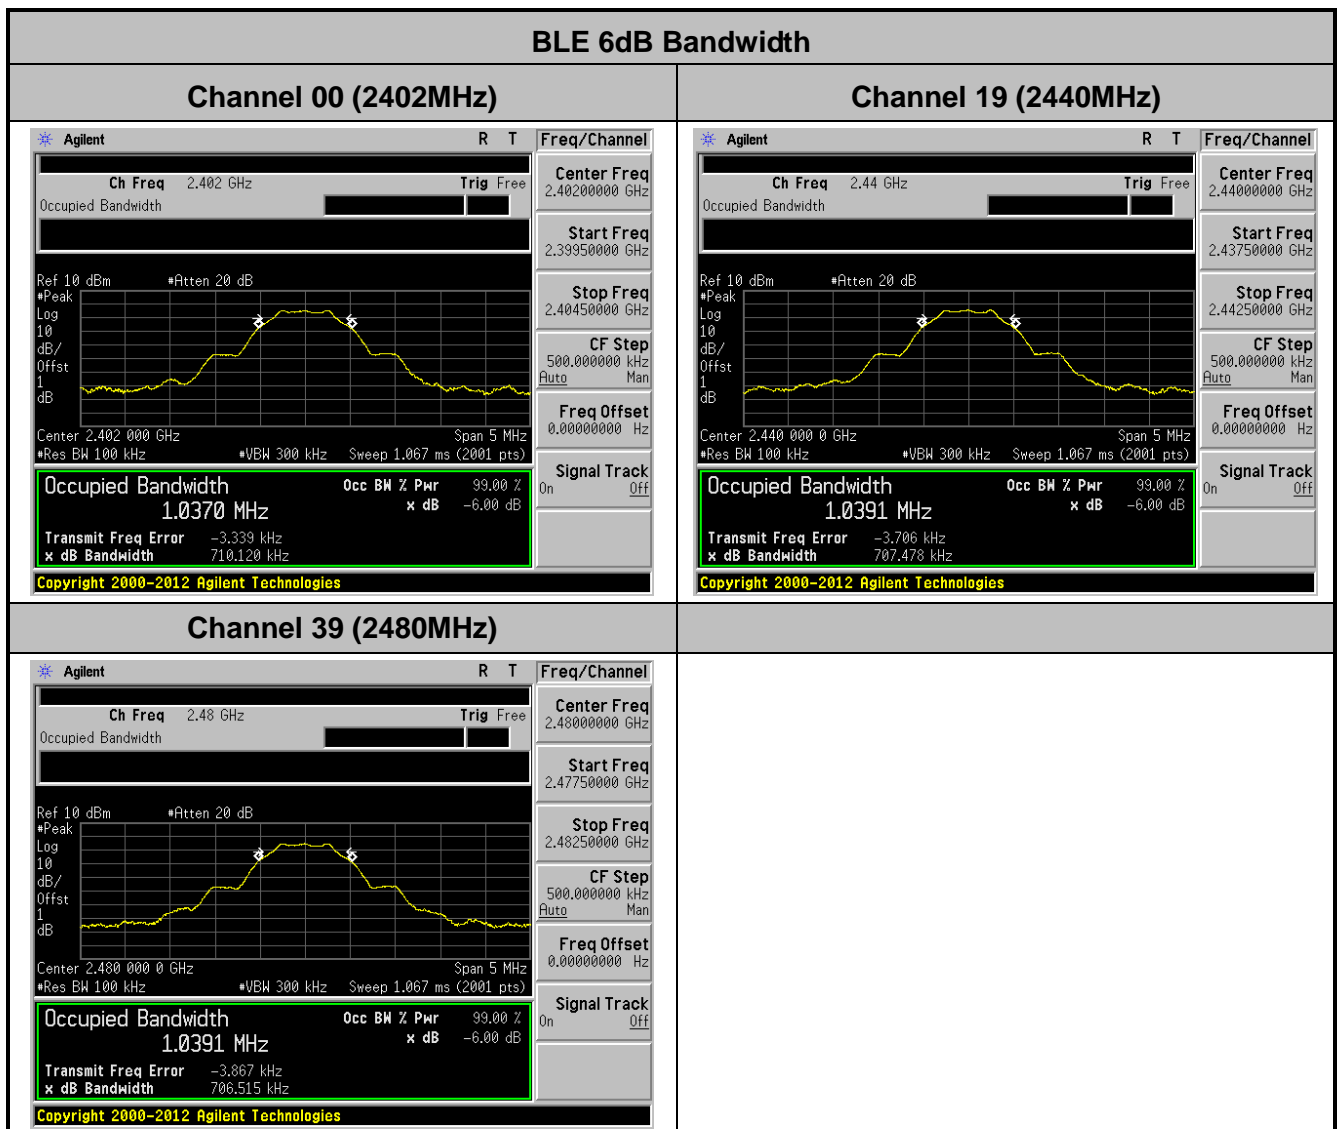 BLE 6dB Bandwidth
Channel 00 (2402MHz)
Channel 19 (2440MHz)
Agilent R T
Freq/Channel
Ch Freq 2.402 GHz Trig Free
Occupied Bandwidth
Center Freq
2.40200000 GHz
Start Freq
2.39950000 GHz
Stop Freq
2.40450000 GHz
CF Step
500.000000 kHz
Auto Man
Freq Offset
0.00000000 Hz
Signal Track
On Off
Ref 10 dBm #Atten 20 dB
#Peak
Log
10
dB/
Offst
1
dB
Center 2.402 000 GHz Span 5 MHz
#Res BW 100 kHz #VBW 300 kHz Sweep 1.067 ms (2001 pts)
Occupied Bandwidth Occ BW % Pwr 99.00 %
1.0370 MHz x dB -6.00 dB
Transmit Freq Error -3.339 kHz
x dB Bandwidth 710.120 kHz
Copyright 2000-2012 Agilent Technologies
Agilent R T
Freq/Channel
Ch Freq 2.44 GHz Trig Free
Occupied Bandwidth
Center Freq
2.44000000 GHz
Start Freq
2.43750000 GHz
Stop Freq
2.44250000 GHz
CF Step
500.000000 kHz
Auto Man
Freq Offset
0.00000000 Hz
Signal Track
On Off
Ref 10 dBm #Atten 20 dB
#Peak
Log
10
dB/
Offst
1
dB
Center 2.440 000 0 GHz Span 5 MHz
#Res BW 100 kHz #VBW 300 kHz Sweep 1.067 ms (2001 pts)
Occupied Bandwidth Occ BW % Pwr 99.00 %
1.0391 MHz x dB -6.00 dB
Transmit Freq Error -3.706 kHz
x dB Bandwidth 707.478 kHz
Copyright 2000-2012 Agilent Technologies
Channel 39 (2480MHz)
Agilent R T
Freq/Channel
Ch Freq 2.48 GHz Trig Free
Occupied Bandwidth
Center Freq
2.48000000 GHz
Start Freq
2.47750000 GHz
Stop Freq
2.48250000 GHz
CF Step
500.000000 kHz
Auto Man
Freq Offset
0.00000000 Hz
Signal Track
On Off
Ref 10 dBm #Atten 20 dB
#Peak
Log
10
dB/
Offst
1
dB
Center 2.480 000 0 GHz Span 5 MHz
#Res BW 100 kHz #VBW 300 kHz Sweep 1.067 ms (2001 pts)
Occupied Bandwidth Occ BW % Pwr 99.00 %
1.0391 MHz x dB -6.00 dB
Transmit Freq Error -3.867 kHz
x dB Bandwidth 706.515 kHz
Copyright 2000-2012 Agilent Technologies